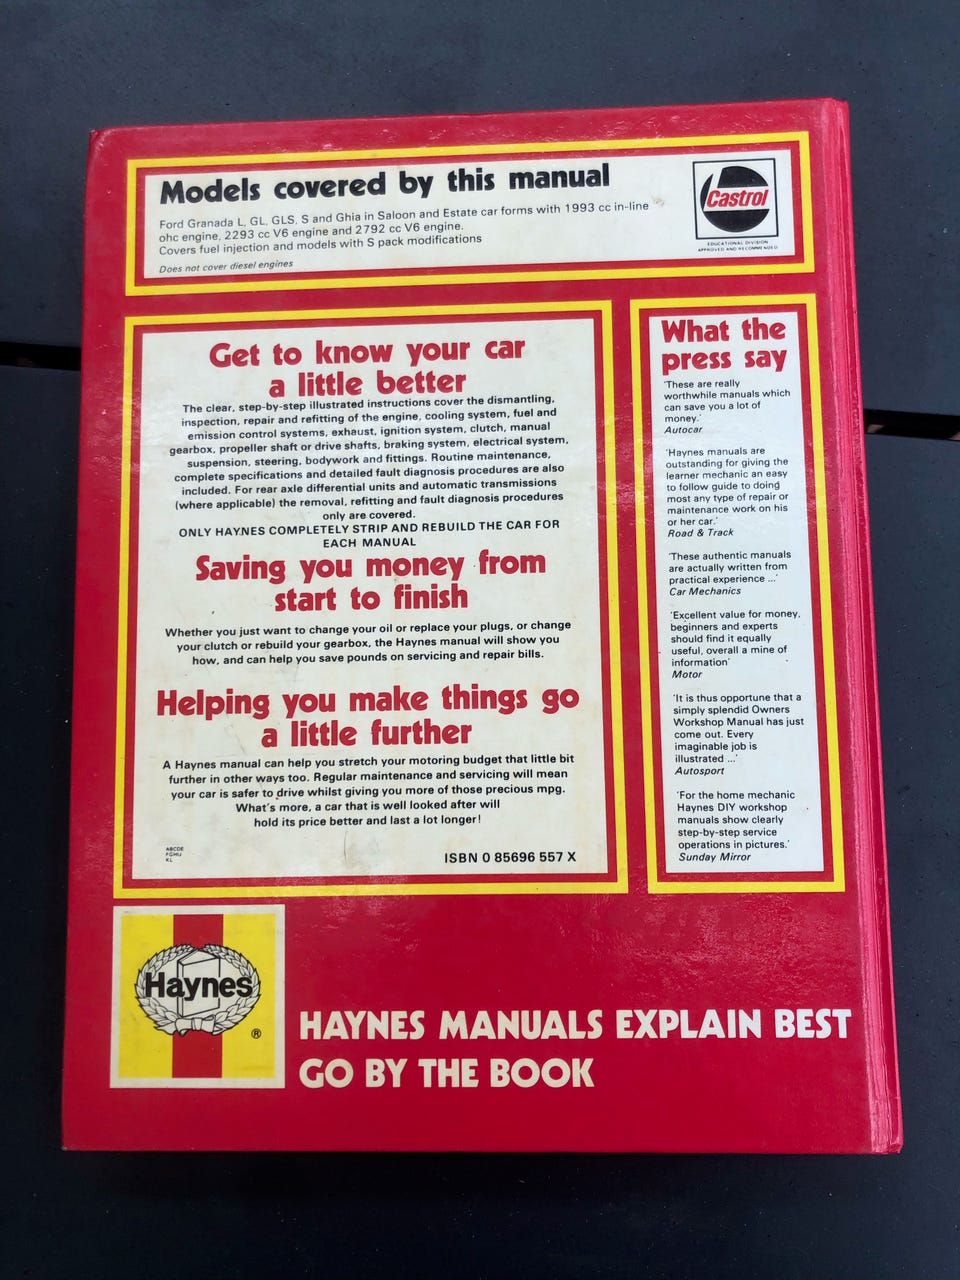 Models covered by this manual
Ford Granada L, GL, GLS, S and Ghia in Saloon and Estate car forms with 1993 cc in-line
ohc engine, 2293 cc V6 engine and 2792 cc V6 engine.
Covers fuel injection and models with S pack modifications
Does not cover diesel engines
Castrol
EDUCATIONAL DIVISION
APPROVED AND RECOMMENDED
Get to know your car
a little better
The clear, step-by-step illustrated instructions cover the dismantling,
inspection, repair and refitting of the engine, cooling system, fuel and
emission control systems, exhaust, ignition system, clutch, manual
gearbox, propeller shaft or drive shafts, braking system, electrical system,
suspension, steering, bodywork and fittings. Routine maintenance,
complete specifications and detailed fault diagnosis procedures are also
included. For rear axle differential units and automatic transmissions
(where applicable) the removal, refitting and fault diagnosis procedures
only are covered.
ONLY HAYNES COMPLETELY STRIP AND REBUILD THE CAR FOR
EACH MANUAL
Saving you money from
start to finish
Whether you just want to change your oil or replace your plugs, or change
your clutch or rebuild your gearbox, the Haynes manual will show you
how, and can help you save pounds on servicing and repair bills.
Helping you make things go
a little further
A Haynes manual can help you stretch your motoring budget that little bit
further in other ways too. Regular maintenance and servicing will mean
your car is safer to drive whilst giving you more of those precious mpg.
What's more, a car that is well looked after will
hold its price better and last a lot longer!
ABCDE
FGHIJ
KL
ISBN 0 85696 557 X
What the
press say
'These are really
worthwhile manuals which
can save you a lot of
money.'
Autocar
'Haynes manuals are
outstanding for giving the
learner mechanic an easy
to follow guide to doing
most any type of repair or
maintenance work on his
or her car.'
Road & Track
'These authentic manuals
are actually written from
practical experience ...'
Car Mechanics
'Excellent value for money,
beginners and experts
should find it equally
useful, overall a mine of
information'
Motor
'It is thus opportune that a
simply splendid Owners
Workshop Manual has just
come out. Every
imaginable job is
illustrated ...'
Autosport
'For the home mechanic
Haynes DIY workshop
manuals show clearly
step-by-step service
operations in pictures.'
Sunday Mirror
Haynes
®
HAYNES MANUALS EXPLAIN BEST
GO BY THE BOOK